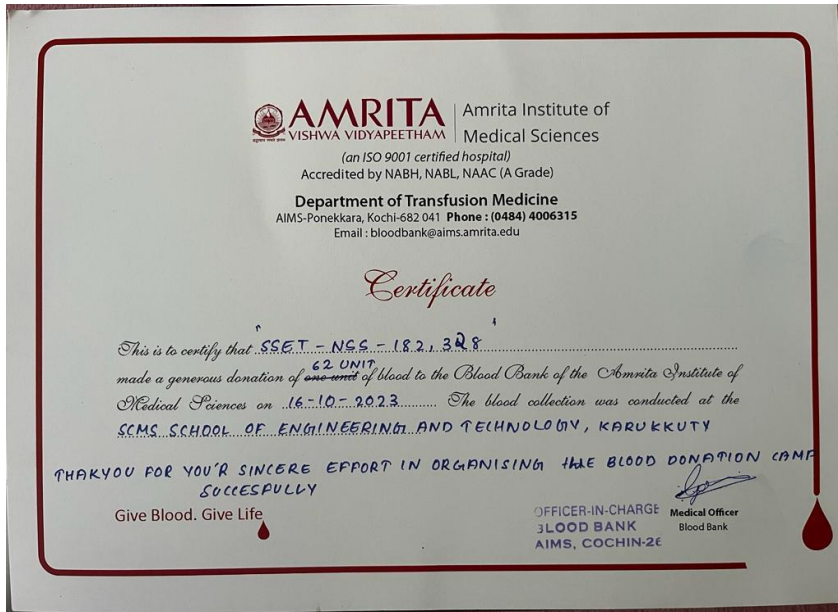 AMRITA
VISHWA VIDYAPEETHAM
Amrita Institute of
Medical Sciences
(an ISO 9001 certified hospital)
Accredited by NABH, NABL, NAAC (A Grade)
Department of Transfusion Medicine
AIMS-Ponekkara, Kochi-682 041 Phone : (0484) 4006315
Email : bloodbank@aims.amrita.edu
Certificate
This is to certify that "SSET - NSS - 182, 328"
62 UNIT
made a generous donation of one unit of blood to the Blood Bank of the Amrita Institute of
Medical Sciences on 16-10-2023 The blood collection was conducted at the
SCMS SCHOOL OF ENGINEERING AND TECHNOLOGY, KARUKKUTY
THAKYOU FOR YOU'R SINCERE EFFORT IN ORGANISING THE BLOOD DONATION CAMP
SUCCESFULLY
Give Blood. Give Life
OFFICER-IN-CHARGE
BLOOD BANK
AIMS, COCHIN-26
Medical Officer
Blood Bank